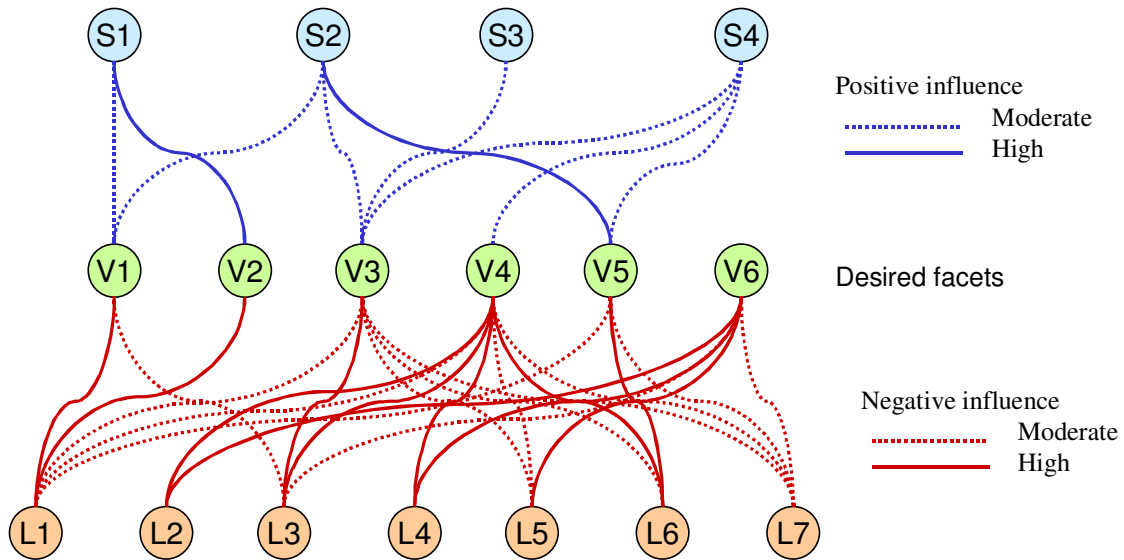 S1 S2 S3 S4
Positive influence
Moderate
High
V1 V2 V3 V4 V5 V6
Desired facets
Negative influence
Moderate
High
L1 L2 L3 L4 L5 L6 L7